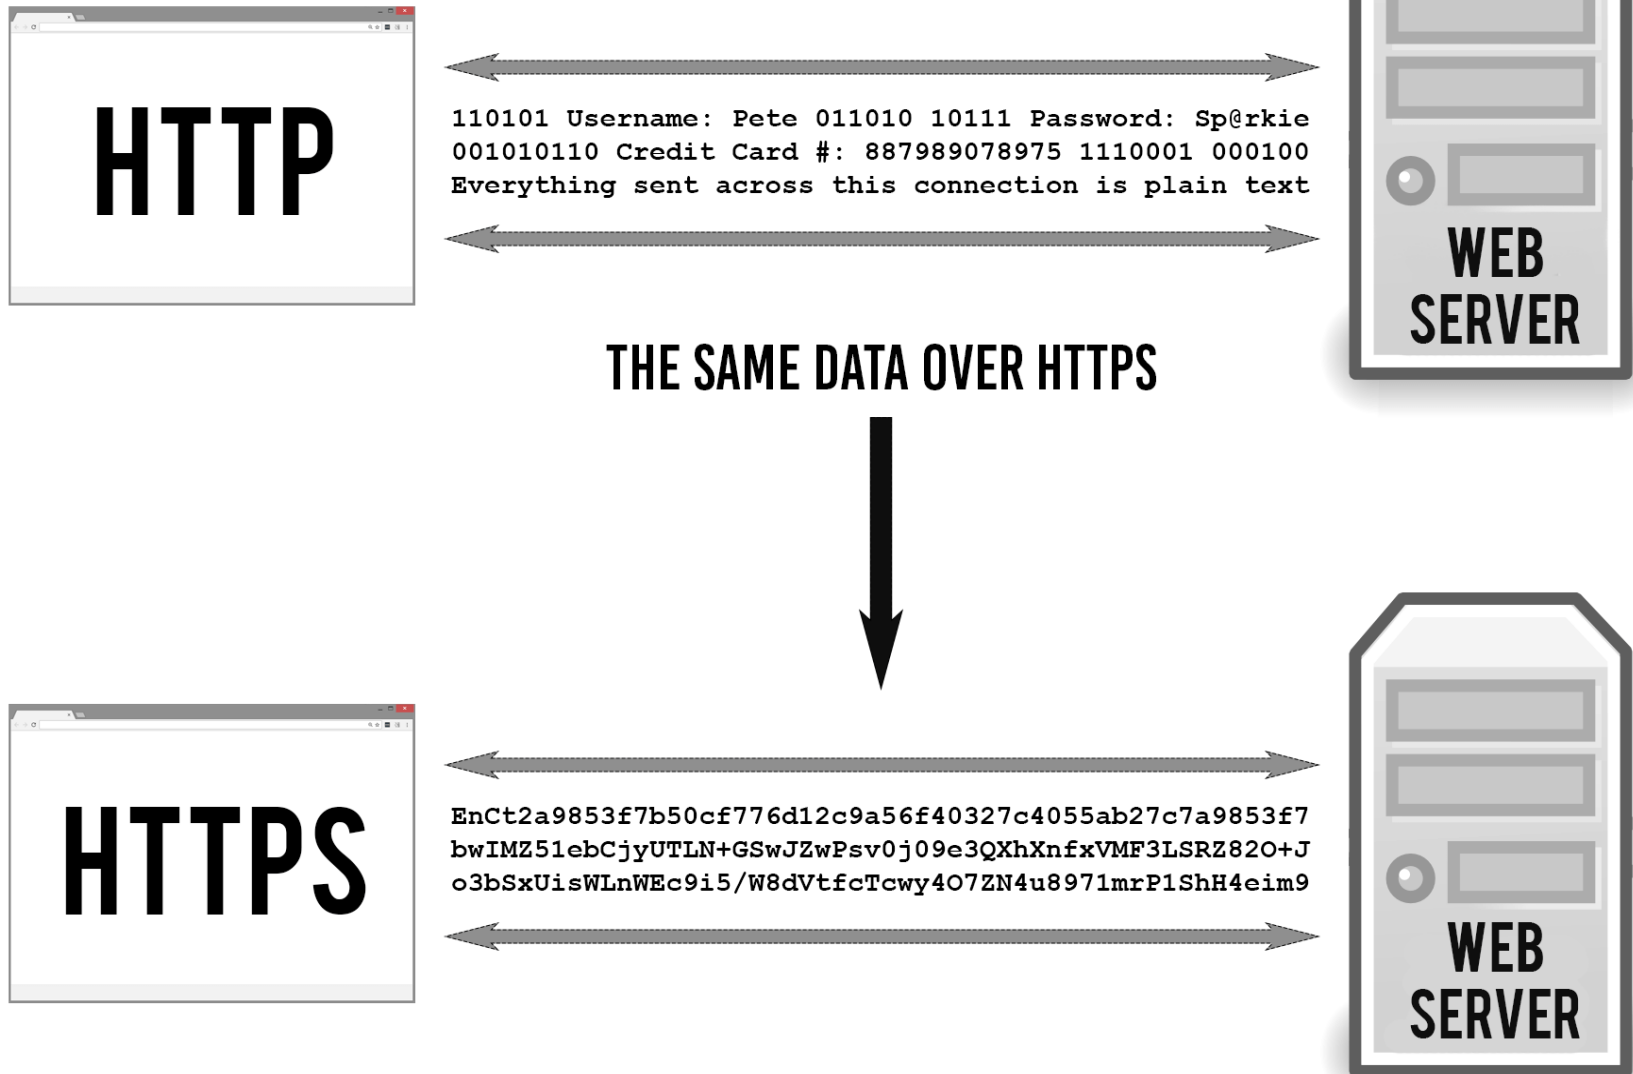 HTTP
110101 Username: Pete 011010 10111 Password: Sp@rkie
001010110 Credit Card #: 887989078975 1110001 000100
Everything sent across this connection is plain text
WEB
SERVER
THE SAME DATA OVER HTTPS
HTTPS
EnCt2a9853f7b50cf776d12c9a56f40327c4055ab27c7a9853f7
bwIMZ51ebCjyUTLN+GSwJZwPsv0j09e3QXhXnfxVMF3LSRZ82O+J
o3bSxUisWLnWEc9i5/W8dVtfcTcwy4O7ZN4u8971mrP1ShH4eim9
WEB
SERVER